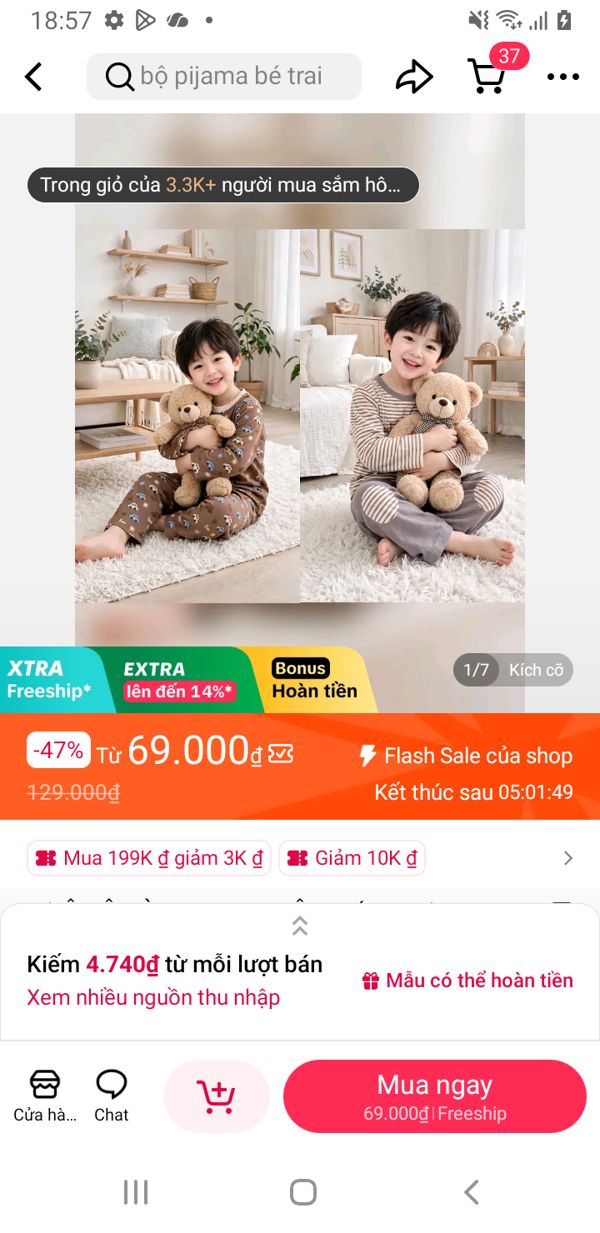 18:57
bộ pijama bé trai
37
Trong giỏ của 3.3K+ người mua sắm hô...
XTRA
Freeship*
EXTRA
lên đến 14%*
Bonus
Hoàn tiền
1/7 Kích cỡ
-47% Từ 69.000₫
Flash Sale của shop
129.000₫
Kết thúc sau 05:01:49
Mua 199K ₫ giảm 3K ₫
Giảm 10K ₫
Kiếm 4.740₫ từ mỗi lượt bán
Xem nhiều nguồn thu nhập
Mẫu có thể hoàn tiền
Cửa hà...
Chat
Mua ngay
69.000₫ | Freeship